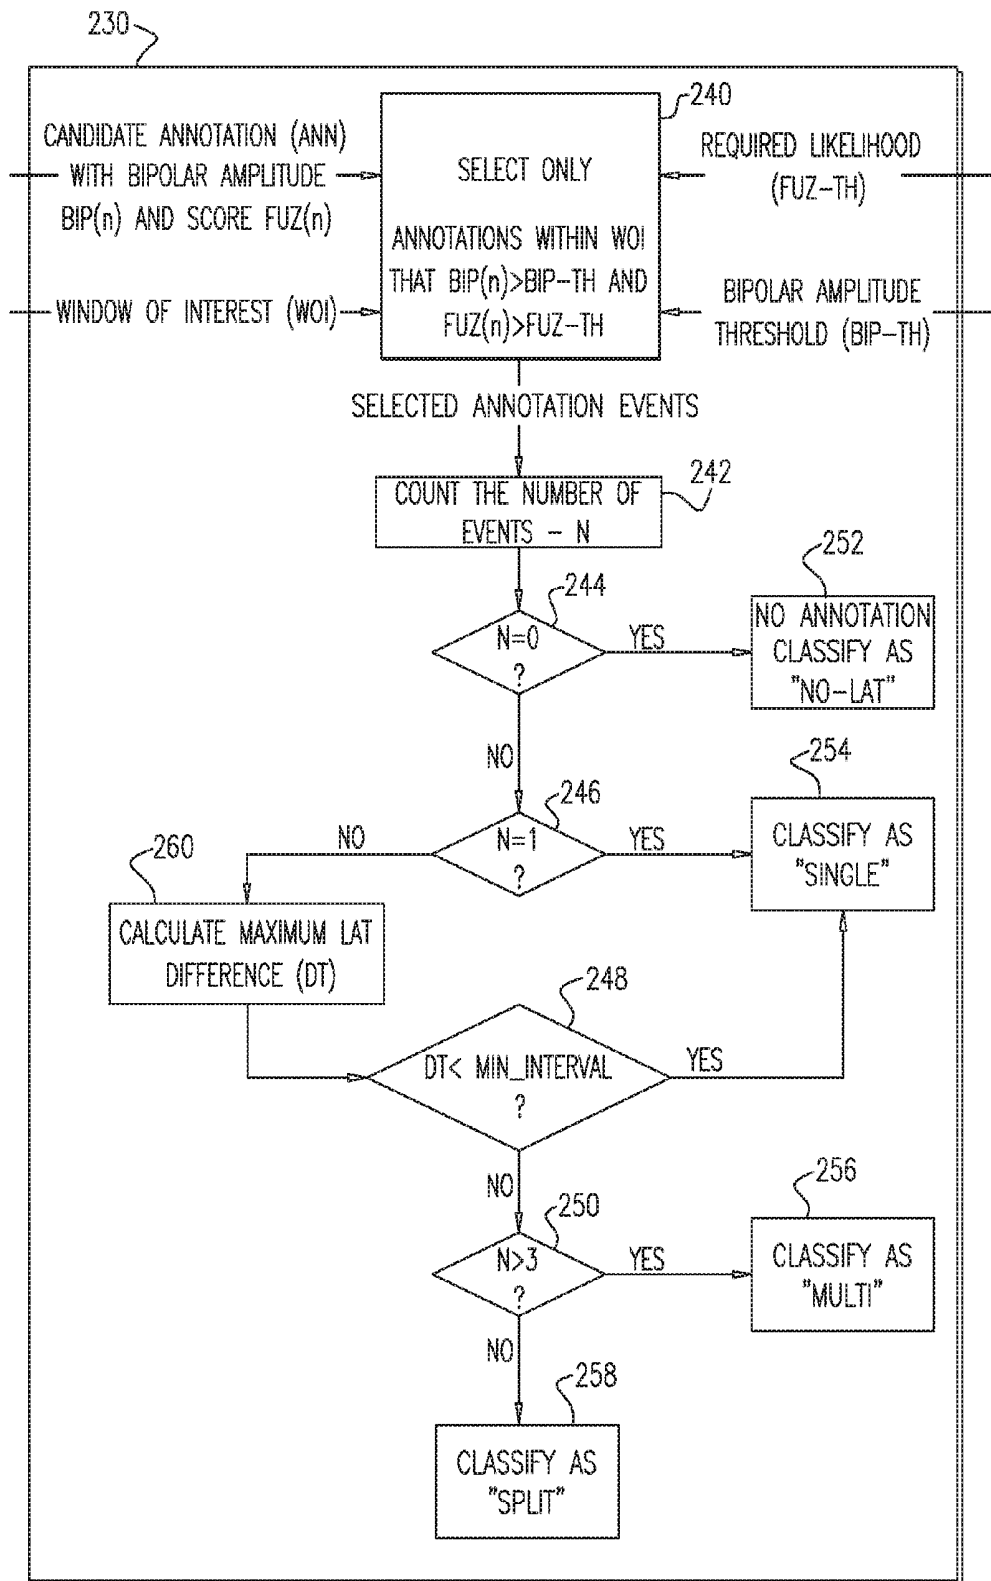 230
240
CANDIDATE ANNOTATION (ANN)
WITH BIPOLAR AMPLITUDE
BIP(n) AND SCORE FUZ(n)
SELECT ONLY
ANNOTATIONS WITHIN WOI
THAT BIP(n)>BIP-TH AND
FUZ(n)>FUZ-TH
REQUIRED LIKELIHOOD
(FUZ-TH)
WINDOW OF INTEREST (WOI)
BIPOLAR AMPLITUDE
THRESHOLD (BIP-TH)
SELECTED ANNOTATION EVENTS
242
COUNT THE NUMBER OF
EVENTS - N
244
N=0
?
YES
252
NO ANNOTATION
CLASSIFY AS
"NO-LAT"
NO
246
N=1
?
YES
254
CLASSIFY AS
"SINGLE"
NO
260
CALCULATE MAXIMUM LAT
DIFFERENCE (DT)
248
DT< MIN_INTERVAL
?
YES
NO
250
N>3
?
YES
256
CLASSIFY AS
"MULTI"
NO
258
CLASSIFY AS
"SPLIT"